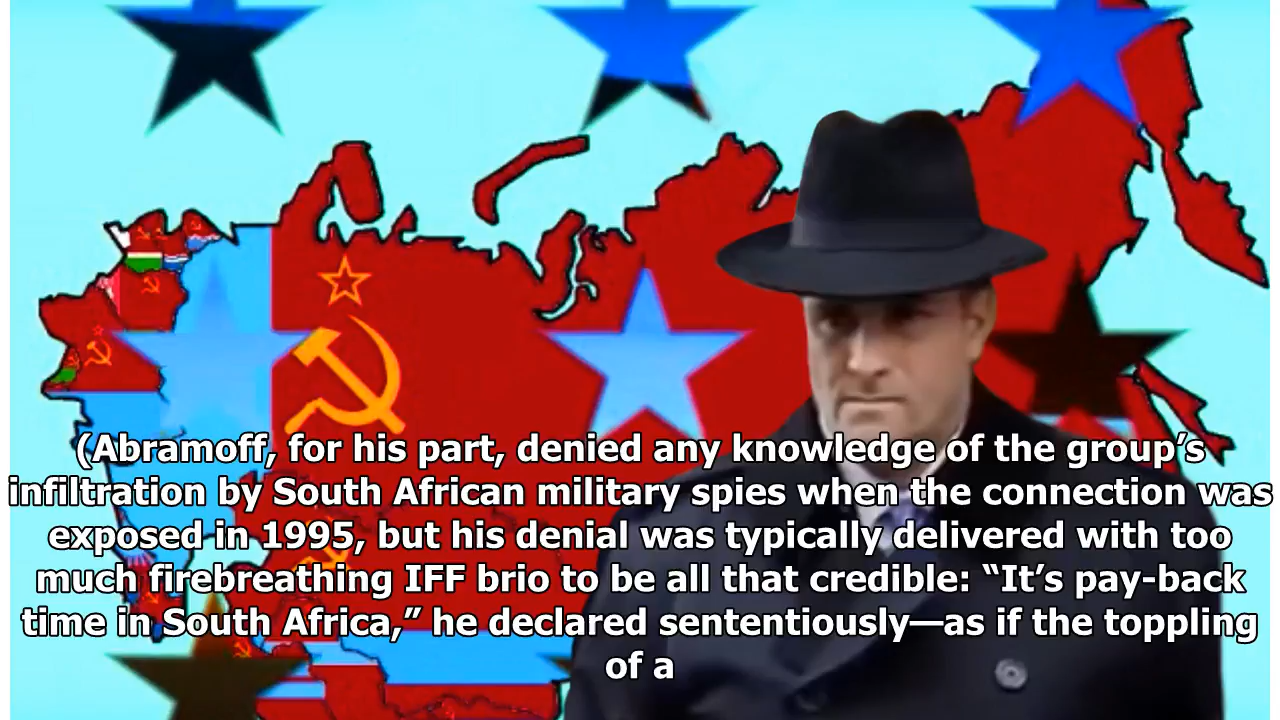 (Abramoff, for his part, denied any knowledge of the group’s
infiltration by South African military spies when the connection was
exposed in 1995, but his denial was typically delivered with too
much firebreathing IFF brio to be all that credible: “It’s pay-back
time in South Africa,” he declared sententiously—as if the toppling
of a